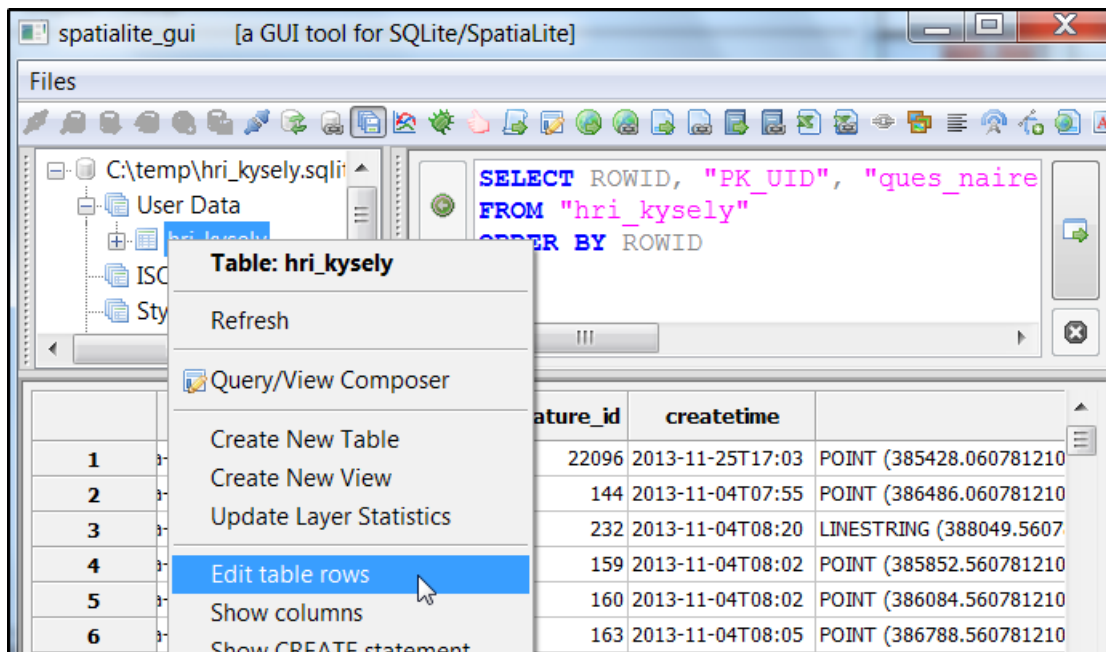 spatialite_gui [a GUI tool for SQLite/SpatiaLite]
Files
C:\temp\hri_kysely.sqlit
User Data
hri_kysely
ISO
Sty
SELECT ROWID, "PK_UID", "ques_naire
FROM "hri_kysely"
ORDER BY ROWID
Table: hri_kysely
Refresh
Query/View Composer
Create New Table
Create New View
Update Layer Statistics
Edit table rows
Show columns
Show CREATE statement
ature_id createtime
1 a- 22096 2013-11-25T17:03 POINT (385428.060781210
2 a- 144 2013-11-04T07:55 POINT (386486.060781210
3 a- 232 2013-11-04T08:20 LINESTRING (388049.5607
4 a- 159 2013-11-04T08:02 POINT (385852.560781210
5 a- 160 2013-11-04T08:02 POINT (386084.560781210
6 a- 163 2013-11-04T08:05 POINT (386788.560781210